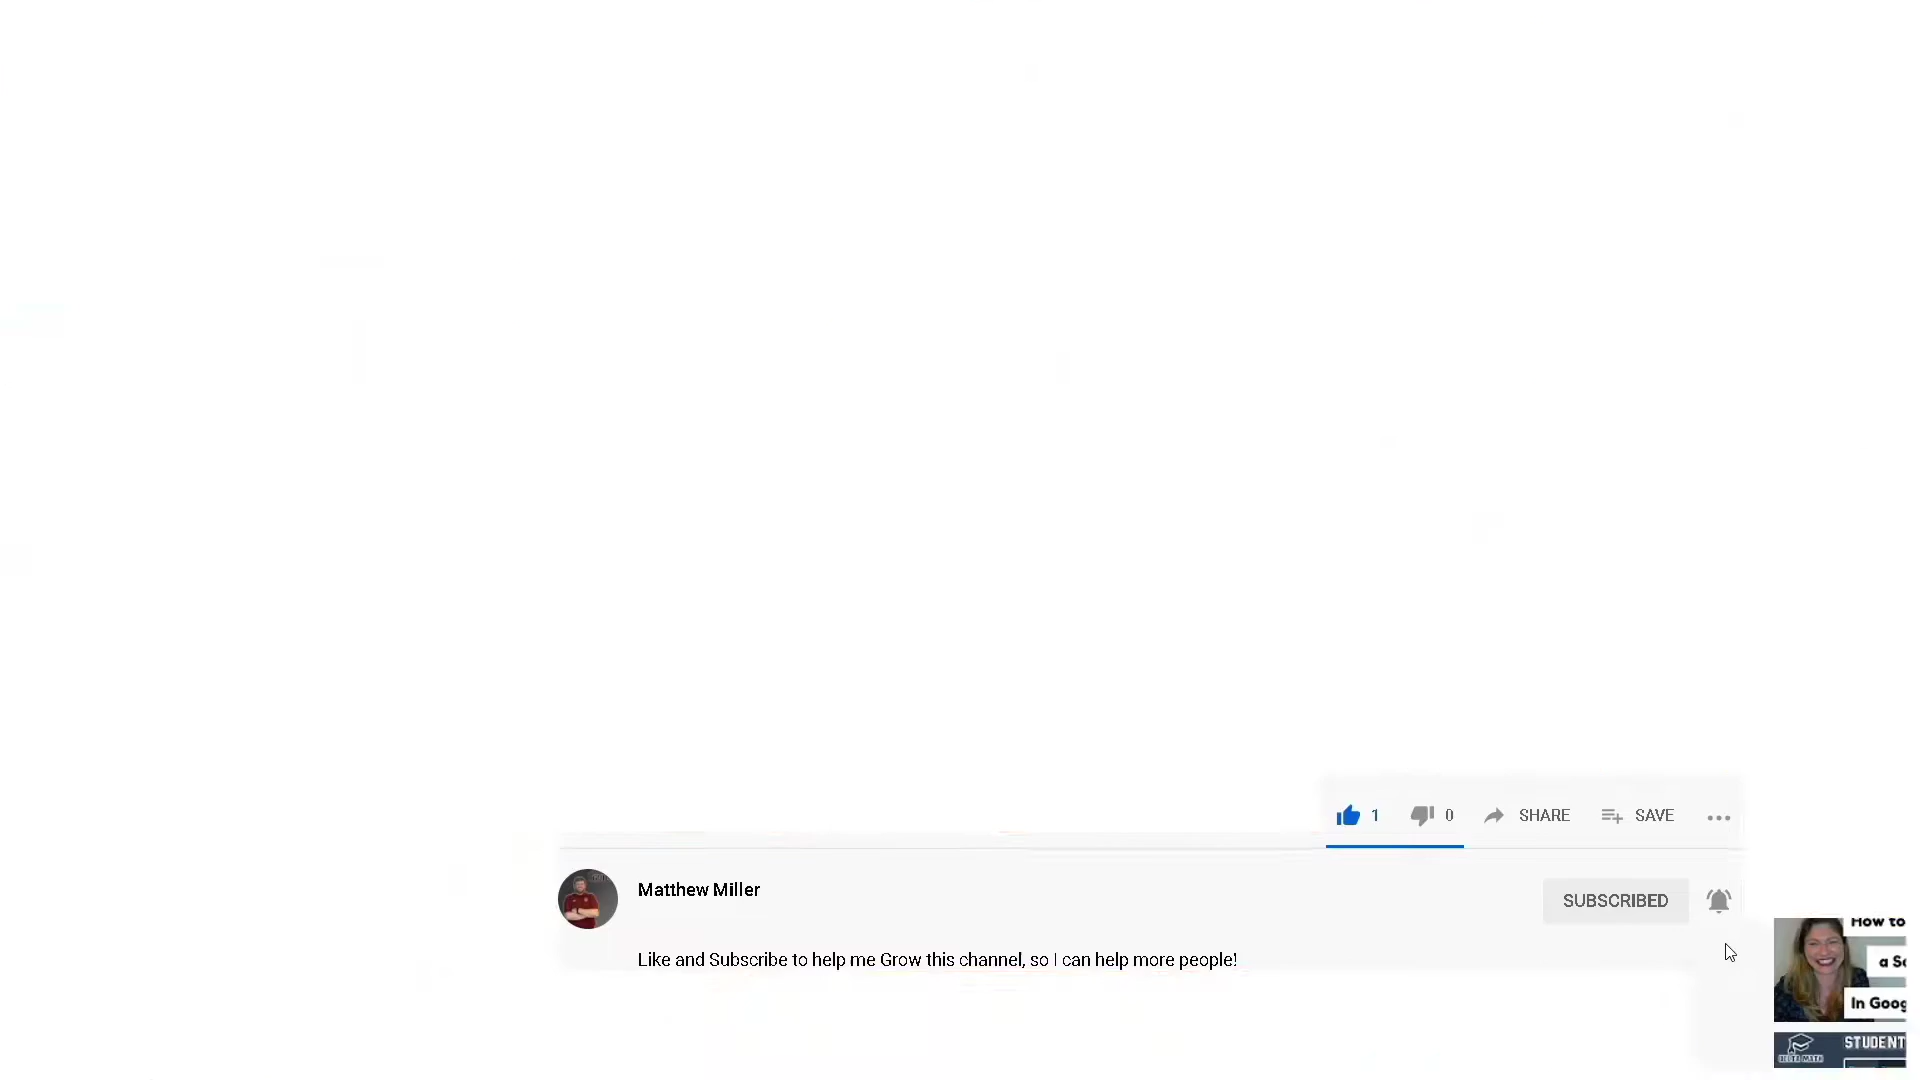 1 0 SHARE SAVE
Matthew Miller
SUBSCRIBED
Like and Subscribe to help me Grow this channel, so I can help more people!
How to
In Goog
STUDENT